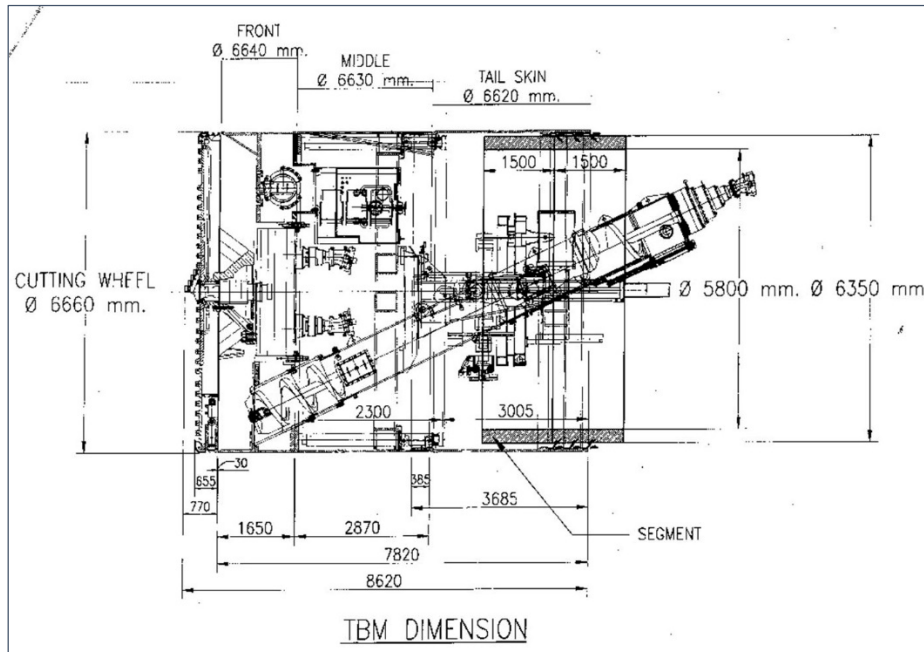 FRONT
Ø 6640 mm.
MIDDLE
Ø 6630 mm.
TAIL SKIN
Ø 6620 mm.
1500 1500
CUTTING WHEEL
Ø 6660 mm.
Ø 5800 mm. Ø 6350 mm
2300 3005
30
655
385
770
3685
1650 2870
SEGMENT
7820
8620
TBM DIMENSION